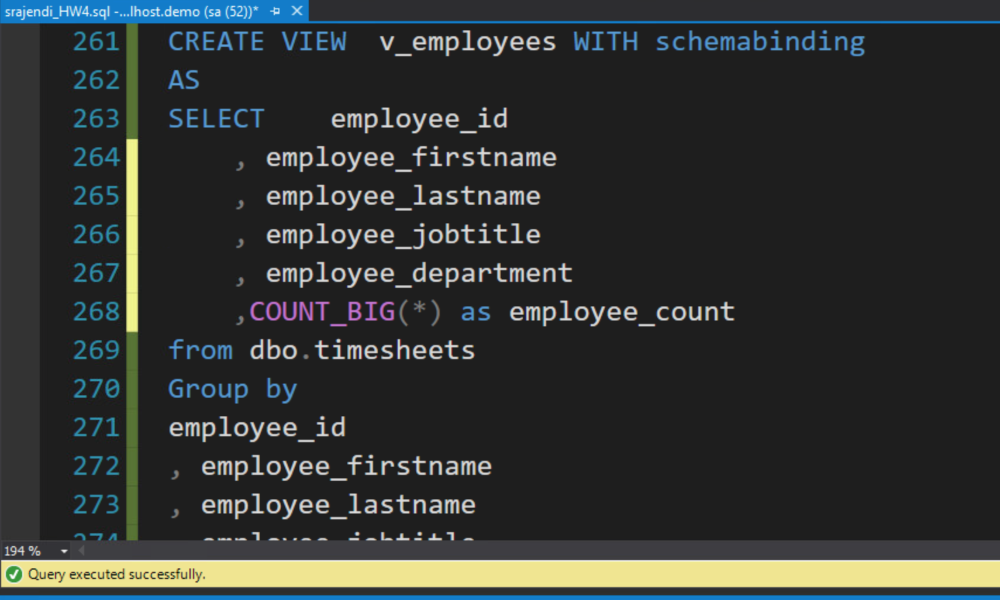 srajendi_HW4.sql -...lhost.demo (sa (52))*
261 CREATE VIEW v_employees WITH schemabinding
262 AS
263 SELECT employee_id
264 , employee_firstname
265 , employee_lastname
266 , employee_jobtitle
267 , employee_department
268 ,COUNT_BIG(*) as employee_count
269 from dbo.timesheets
270 Group by
271 employee_id
272 , employee_firstname
273 , employee_lastname
274 employee_jobtitle
194 %
Query executed successfully.